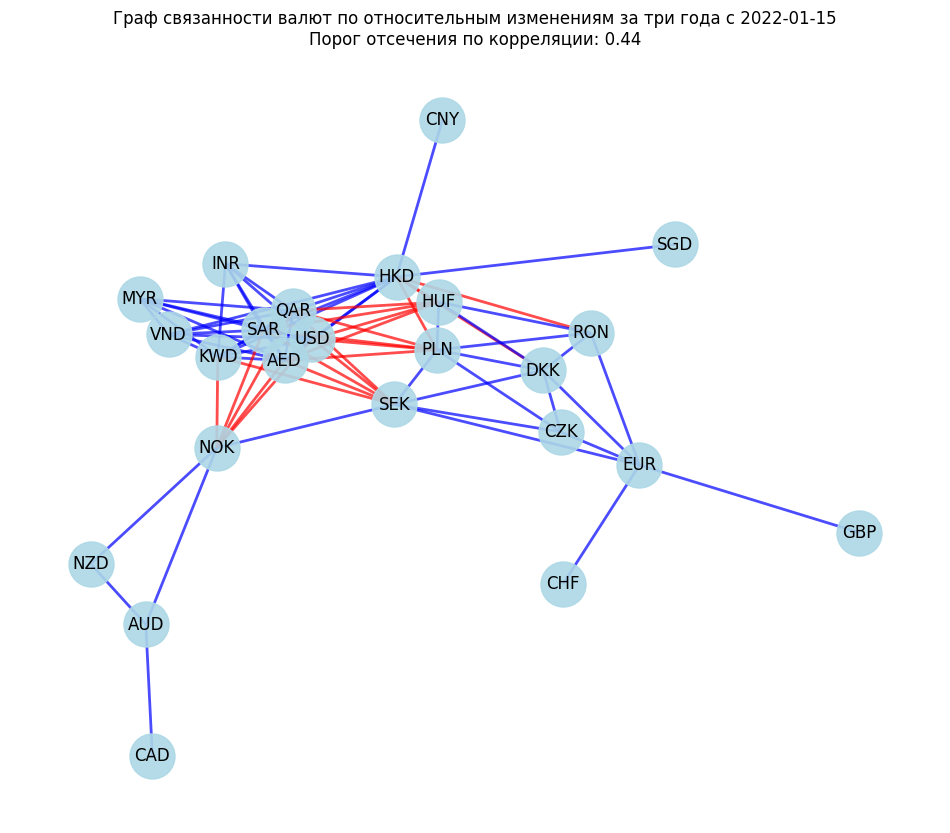 Граф связанности валют по относительным изменениям за три года с 2022-01-15
Порог отсечения по корреляции: 0.44
CNY
SGD
INR
HKD
MYR
HUF
QAR
VND
SAR
USD
RON
KWD
AED
PLN
DKK
SEK
CZK
NOK
EUR
GBP
NZD
CHF
AUD
CAD